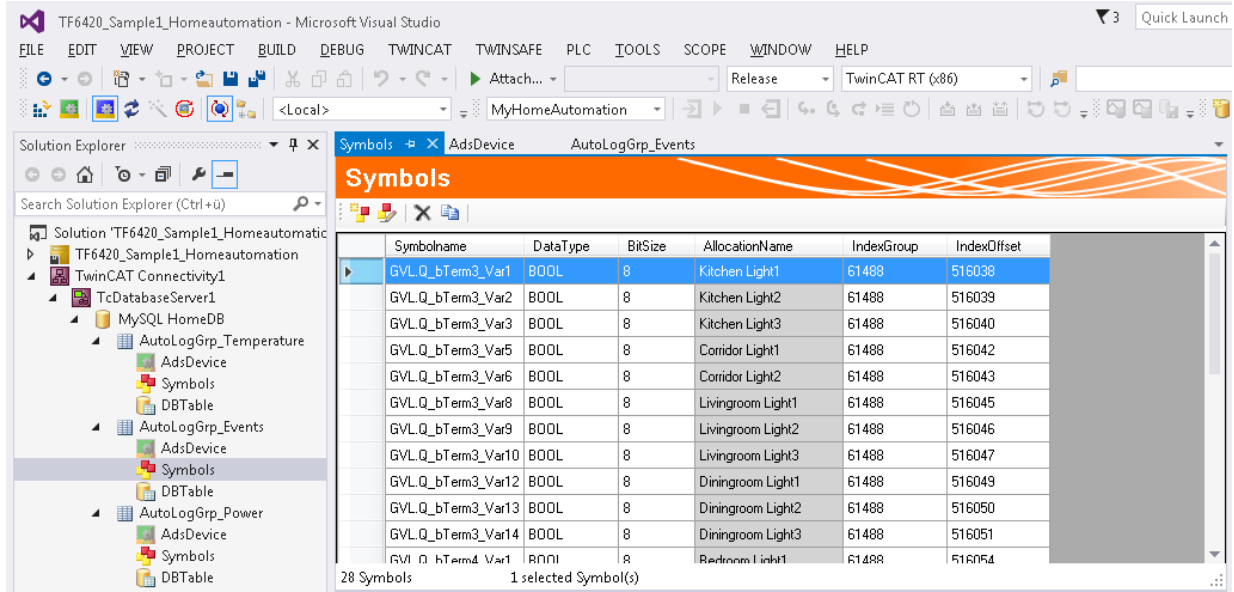 TF6420_Sample1_Homeautomation - Microsoft Visual Studio 3 Quick Launch
FILE EDIT VIEW PROJECT BUILD DEBUG TWINCAT TWINSAFE PLC TOOLS SCOPE WINDOW HELP
Attach... Release TwinCAT RT (x86)
<Local> MyHomeAutomation
Solution Explorer
Search Solution Explorer (Ctrl+ü)
Solution 'TF6420_Sample1_Homeautomatic
TF6420_Sample1_Homeautomation
TwinCAT Connectivity1
TcDatabaseServer1
MySQL HomeDB
AutoLogGrp_Temperature
AdsDevice
Symbols
DBTable
AutoLogGrp_Events
AdsDevice
Symbols
DBTable
AutoLogGrp_Power
AdsDevice
Symbols
DBTable
Symbols AdsDevice AutoLogGrp_Events
Symbols
Symbolname DataType BitSize AllocationName IndexGroup IndexOffset
GVL.Q_bTerm3_Var1 BOOL 8 Kitchen Light1 61488 516038
GVL.Q_bTerm3_Var2 BOOL 8 Kitchen Light2 61488 516039
GVL.Q_bTerm3_Var3 BOOL 8 Kitchen Light3 61488 516040
GVL.Q_bTerm3_Var5 BOOL 8 Corridor Light1 61488 516042
GVL.Q_bTerm3_Var6 BOOL 8 Corridor Light2 61488 516043
GVL.Q_bTerm3_Var8 BOOL 8 Livingroom Light1 61488 516045
GVL.Q_bTerm3_Var9 BOOL 8 Livingroom Light2 61488 516046
GVL.Q_bTerm3_Var10 BOOL 8 Livingroom Light3 61488 516047
GVL.Q_bTerm3_Var12 BOOL 8 Diningroom Light1 61488 516049
GVL.Q_bTerm3_Var13 BOOL 8 Diningroom Light2 61488 516050
GVL.Q_bTerm3_Var14 BOOL 8 Diningroom Light3 61488 516051
GVL.Q_bTerm4_Var1 BOOL 8 Bedroom Light1 61488 516054
28 Symbols 1 selected Symbol(s)